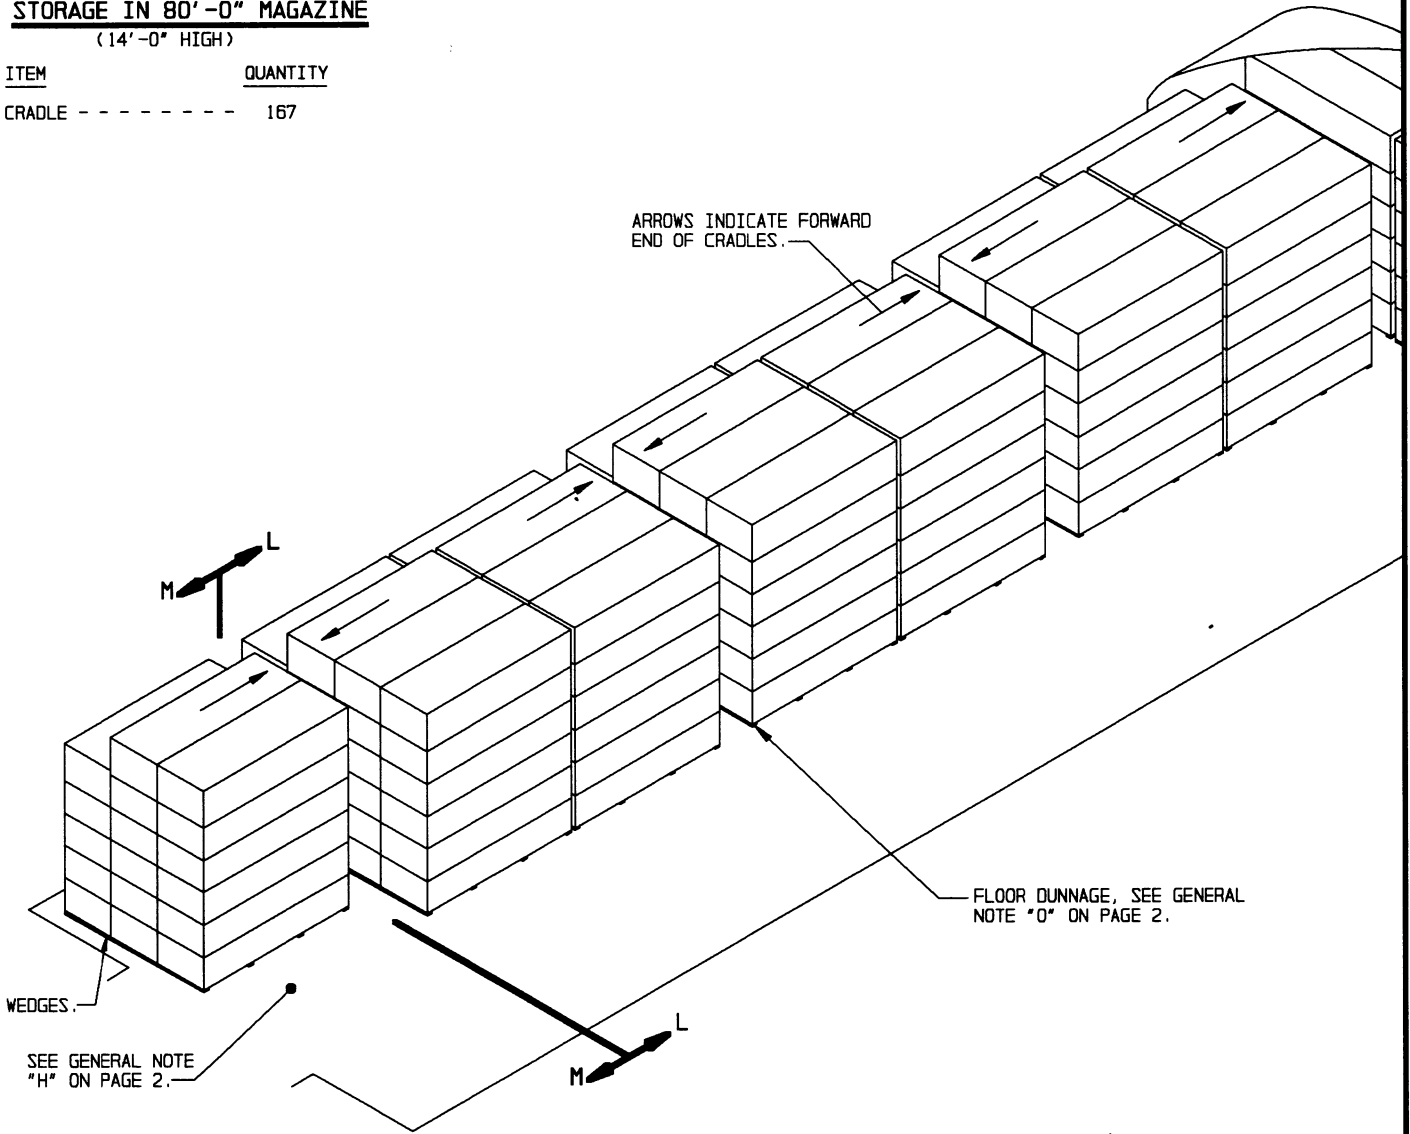 STORAGE IN 80'-0" MAGAZINE
(14'-0" HIGH)
ITEM QUANTITY
CRADLE - - - - - - - - 167
ARROWS INDICATE FORWARD
END OF CRADLES.
L
M
FLOOR DUNNAGE, SEE GENERAL
NOTE "O" ON PAGE 2.
WEDGES.
SEE GENERAL NOTE
"H" ON PAGE 2.
L
M